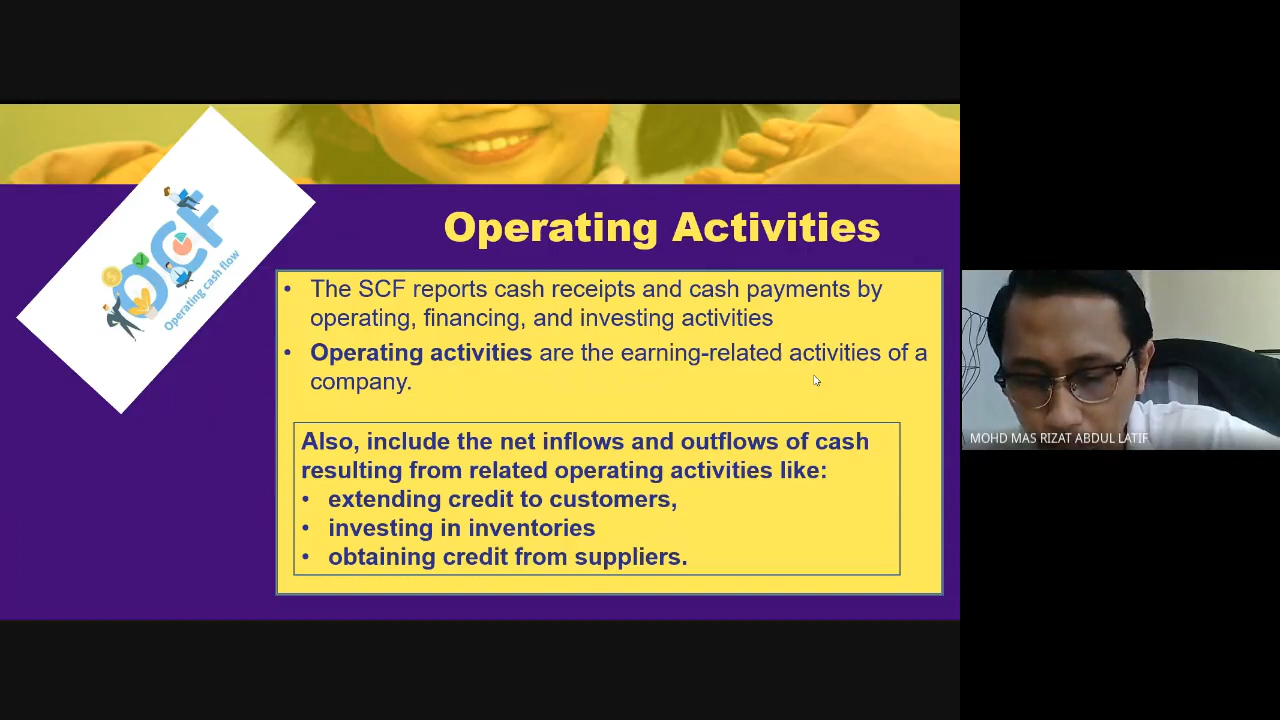 OCF
Operating cash flow
Operating Activities
• The SCF reports cash receipts and cash payments by
operating, financing, and investing activities
• Operating activities are the earning-related activities of a
company.
Also, include the net inflows and outflows of cash
resulting from related operating activities like:
• extending credit to customers,
• investing in inventories
• obtaining credit from suppliers.
MOHD MAS RIZAT ABDUL LATIF